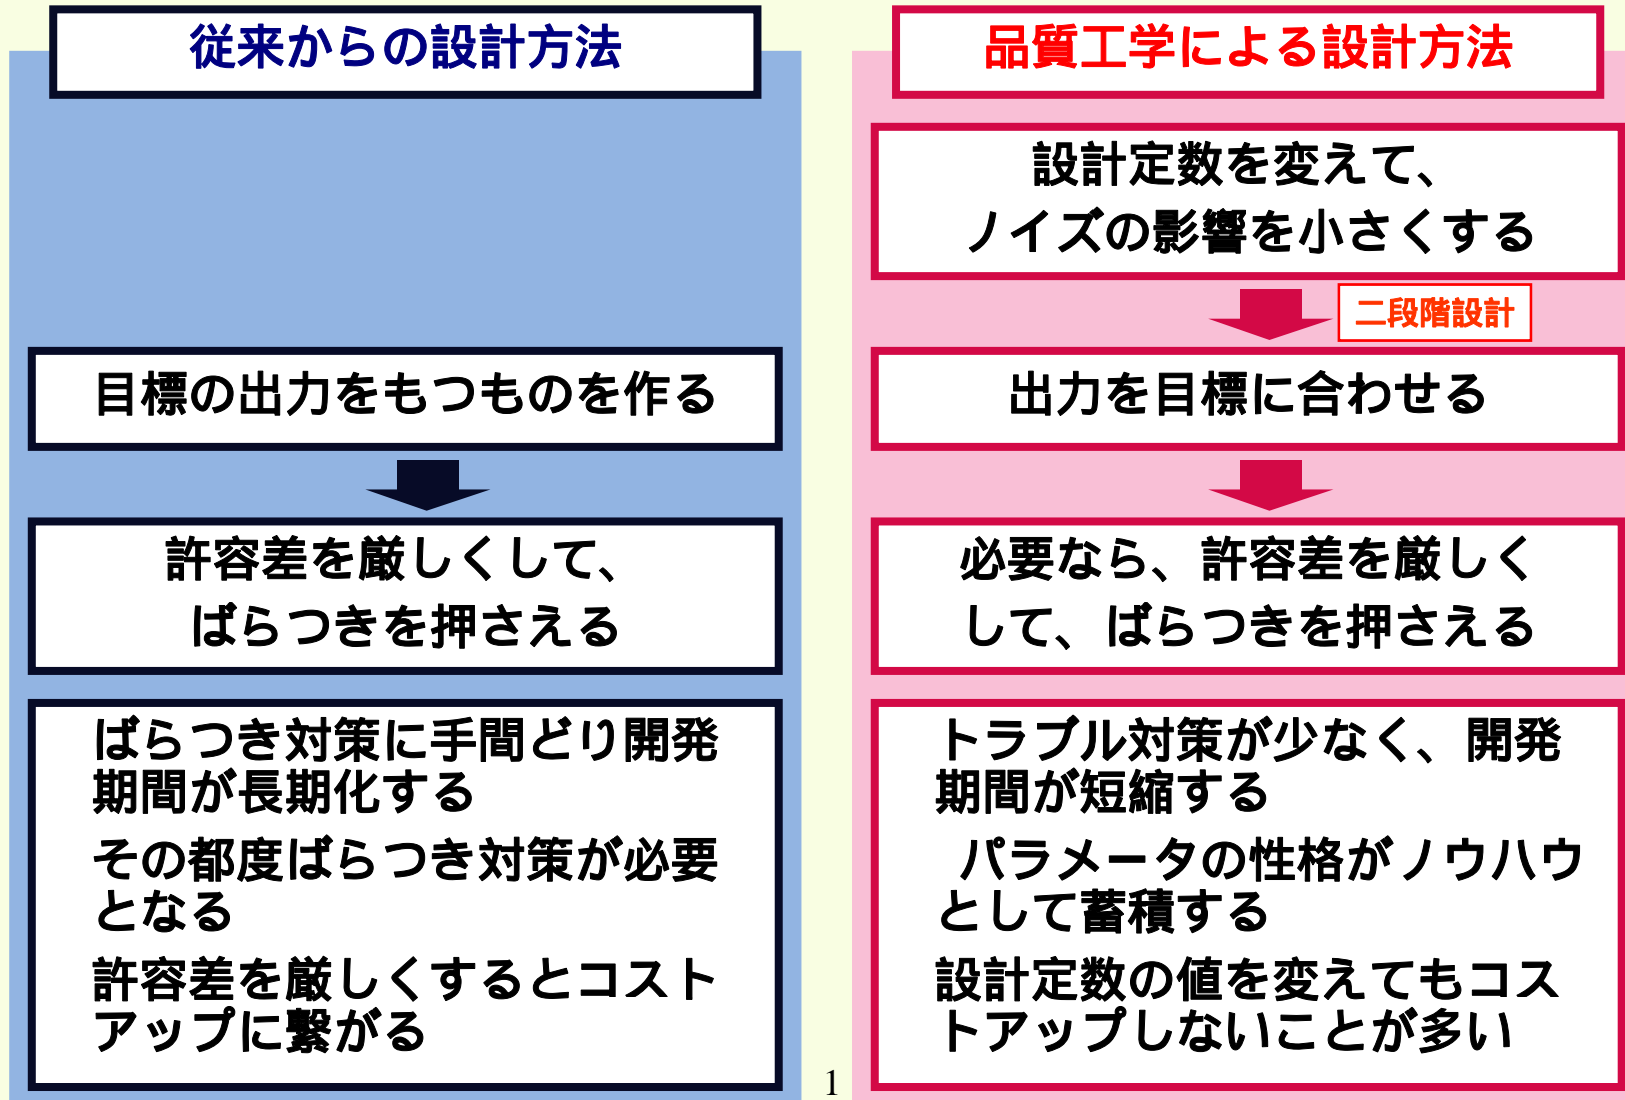 従来からの設計方法
目標の出力をもつものを作る
許容差を厳しくして、
ばらつきを押さえる
ばらつき対策に手間どり開発
期間が長期化する
その都度ばらつき対策が必要
となる
許容差を厳しくするとコスト
アップに繋がる
品質工学による設計方法
設計定数を変えて、
ノイズの影響を小さくする
二段階設計
出力を目標に合わせる
必要なら、許容差を厳しく
して、ばらつきを押さえる
トラブル対策が少なく、開発
期間が短縮する
パラメータの性格がノウハウ
として蓄積する
設計定数の値を変えてもコス
トアップしないことが多い
1